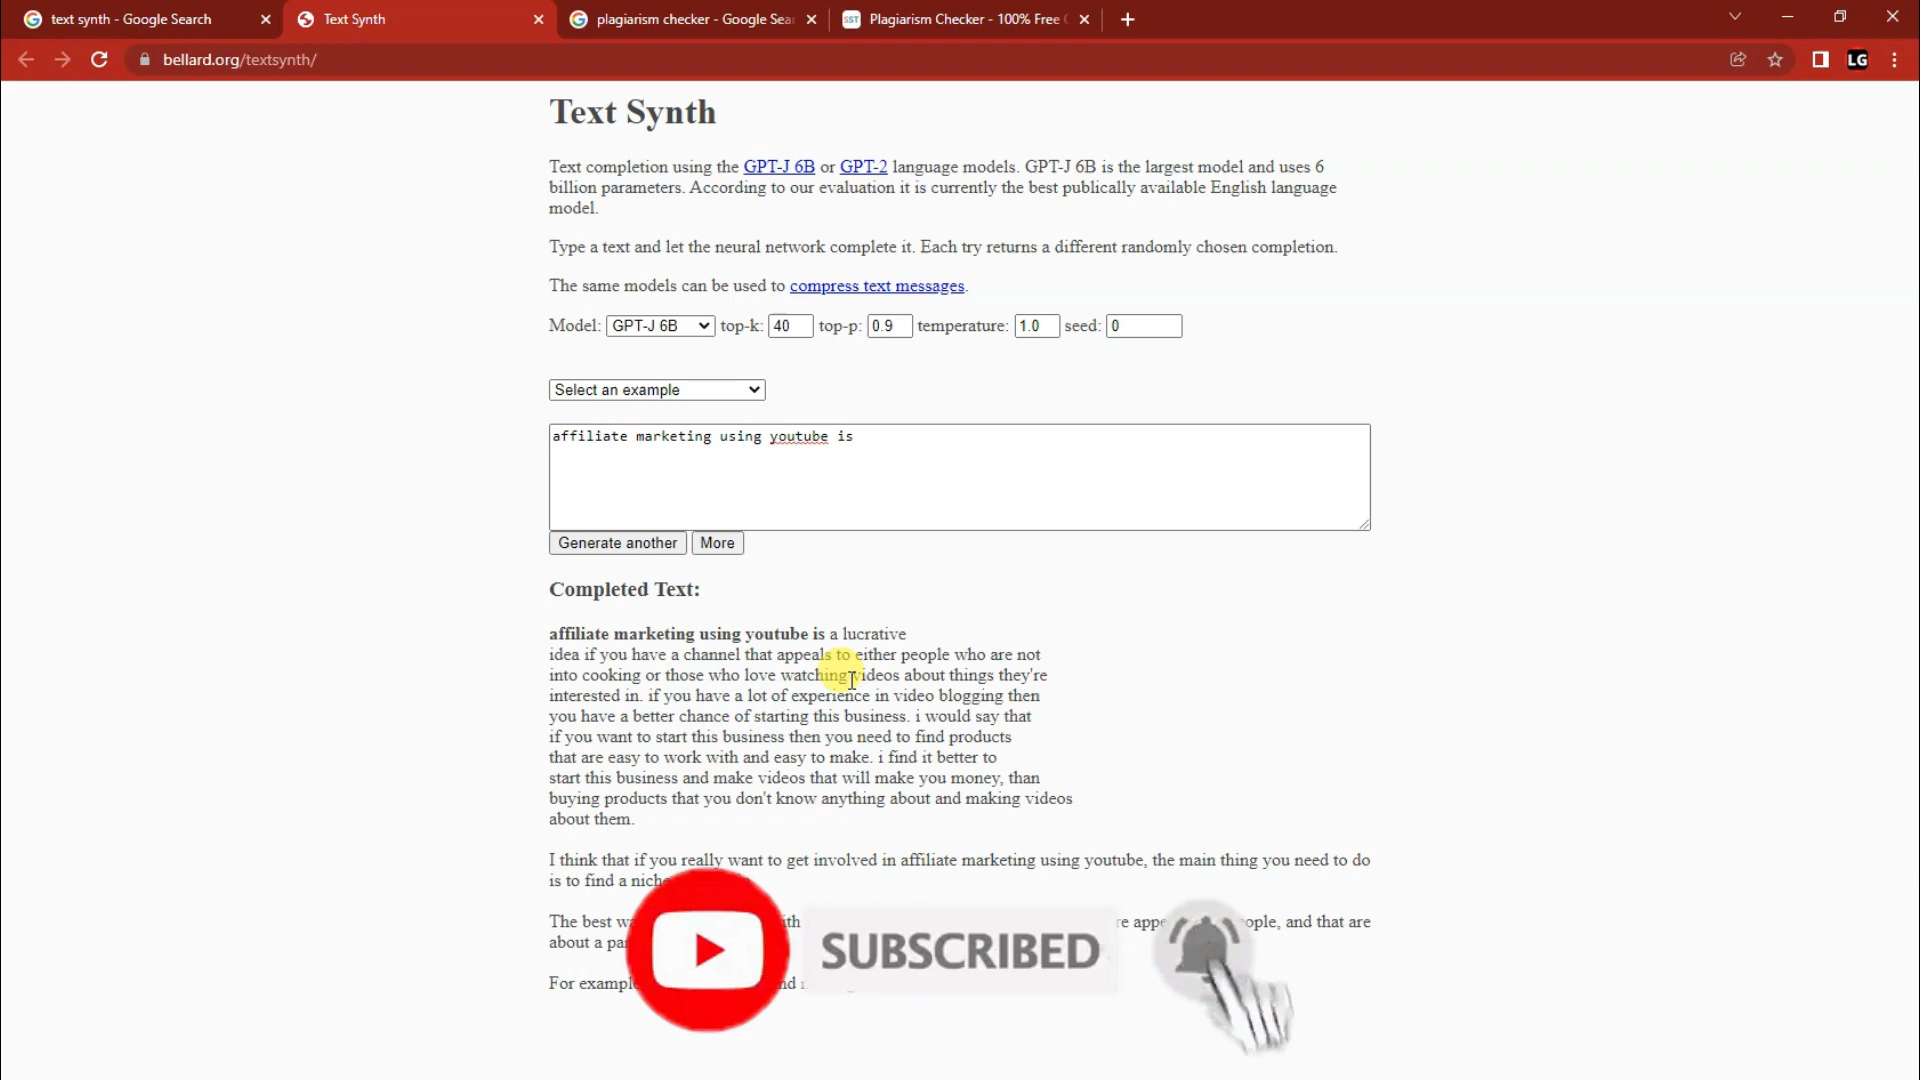 text synth - Google Search
Text Synth
plagiarism checker - Google Sear
SST Plagiarism Checker - 100% Free
bellard.org/textsynth/
LG
Text Synth
Text completion using the GPT-J 6B or GPT-2 language models. GPT-J 6B is the largest model and uses 6
billion parameters. According to our evaluation it is currently the best publically available English language
model.
Type a text and let the neural network complete it. Each try returns a different randomly chosen completion.
The same models can be used to compress text messages.
Model: GPT-J 6B top-k: 40 top-p: 0.9 temperature: 1.0 seed: 0
Select an example
affiliate marketing using youtube is
Generate another More
Completed Text:
affiliate marketing using youtube is a lucrative
idea if you have a channel that appeals to either people who are not
into cooking or those who love watching videos about things they're
interested in. if you have a lot of experience in video blogging then
you have a better chance of starting this business. i would say that
if you want to start this business then you need to find products
that are easy to work with and easy to make. i find it better to
start this business and make videos that will make you money, than
buying products that you don't know anything about and making videos
about them.
I think that if you really want to get involved in affiliate marketing using youtube, the main thing you need to do
is to find a niche
The best and that are
about a
For example
SUBSCRIBED